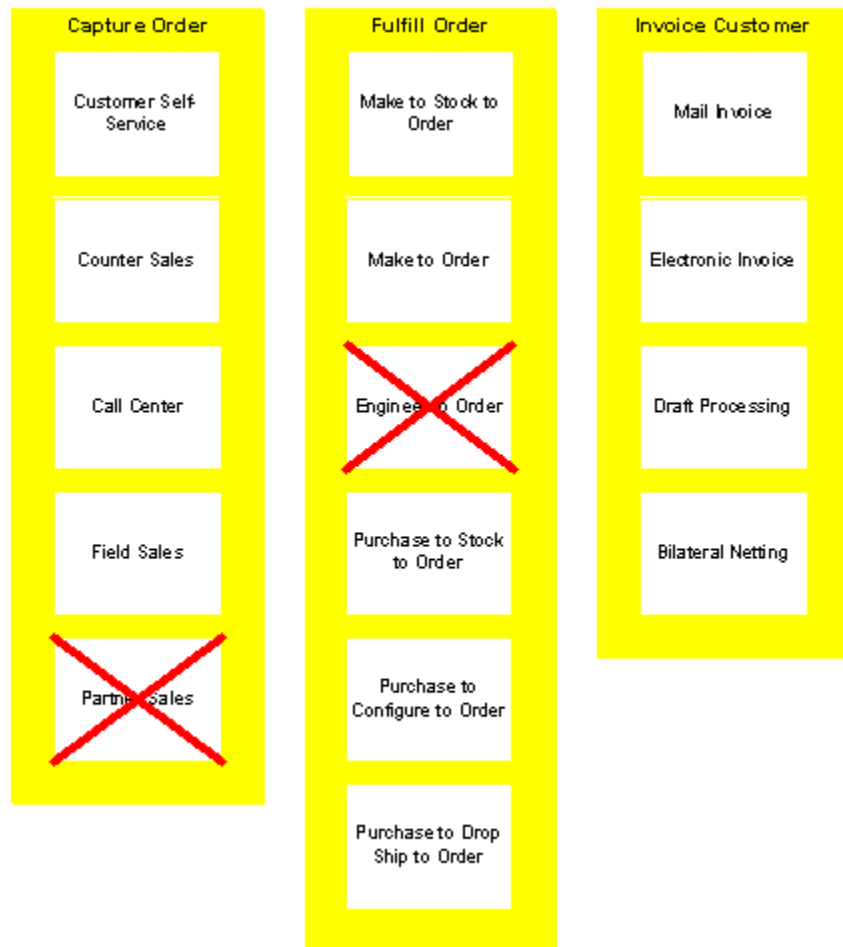 Capture Order
Customer Self-
Service
Counter Sales
Call Center
Field Sales
Sales
Fulfill Order
Make to Stock to
Order
Make to Order
Order
Purchase to Stock
to Order
Purchase to
Configure to Order
Purchase to Drop
Ship to Order
Invoice Customer
Mail Invoice
Electronic Invoice
Draft Processing
Bilateral Netting